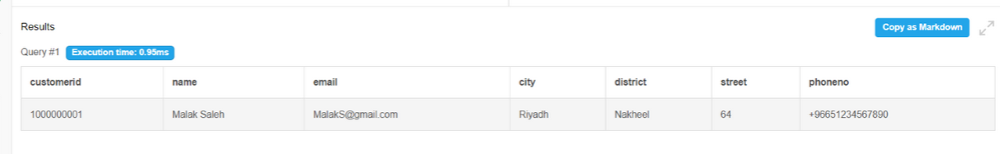 Results
Copy as Markdown
Query #1 Execution time: 0.95ms
customerid name email city district street phoneno
1000000001 Malak Saleh MalakS@gmail.com Riyadh Nakheel 64 +96651234567890